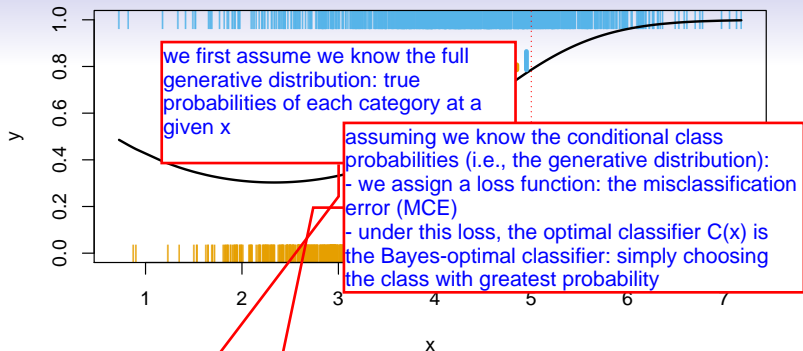 1.0
0.8
0.6
0.4
0.2
0.0
y
we first assume we know the full
generative distribution: true
probabilities of each category at a
given x
assuming we know the conditional class
probabilities (i.e., the generative distribution):
- we assign a loss function: the misclassification
error (MCE)
- under this loss, the optimal classifier C(x) is
the Bayes-optimal classifier: simply choosing
the class with greatest probability
1 2 3 4 5 6 7
x